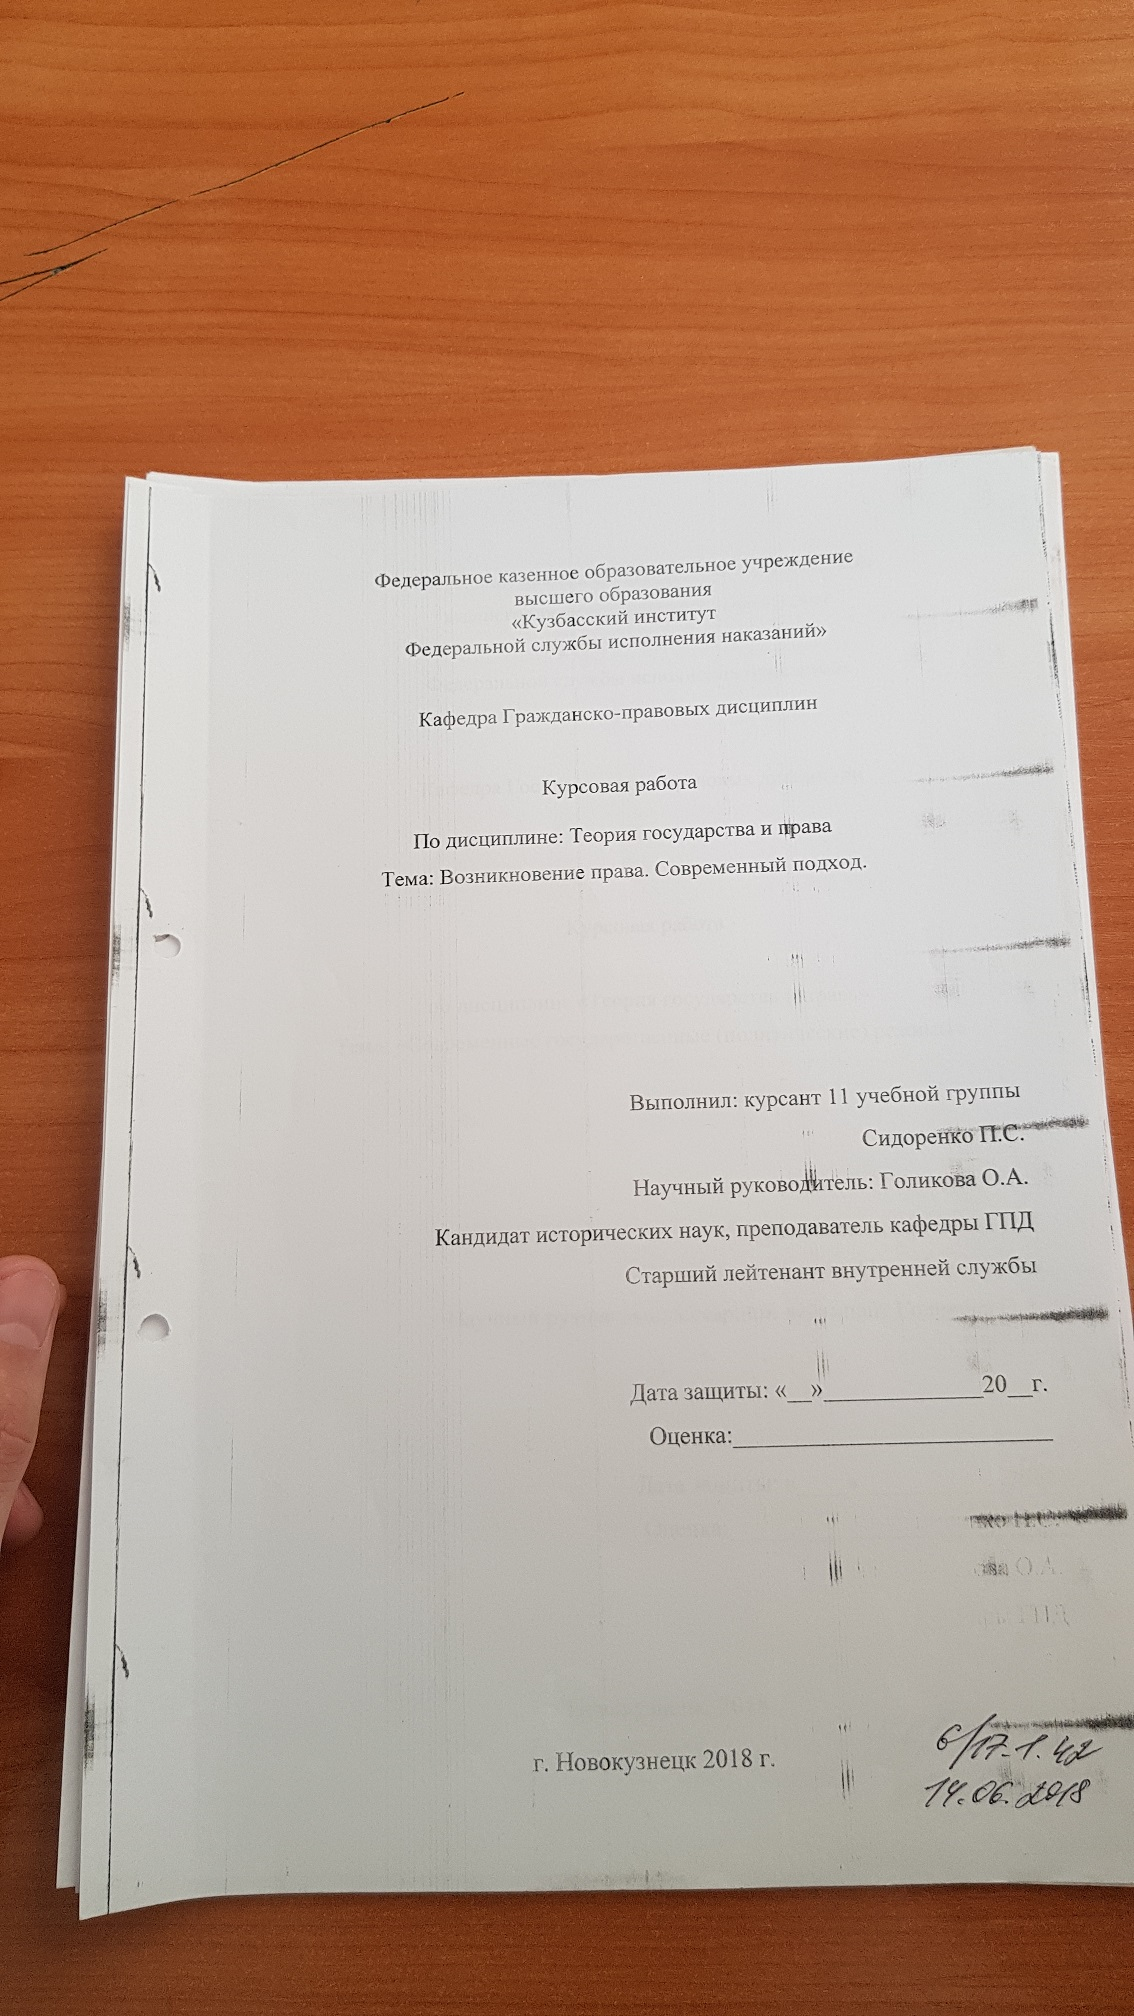 Федеральное казенное образовательное учреждение
высшего образования
«Кузбасский институт
Федеральной службы исполнения наказаний»
Кафедра Гражданско-правовых дисциплин
Курсовая работа
По дисциплине: Теория государства и права
Тема: Возникновение права. Современный подход.
Выполнил: курсант 11 учебной группы
Сидоренко П.С.
Научный руководитель: Голикова О.А.
Кандидат исторических наук, преподаватель кафедры ГПД
Старший лейтенант внутренней службы
Дата защиты: «__»_____________20__г.
Оценка:__________________________
г. Новокузнецк 2018 г.
6/17-1.42
14.06.2018